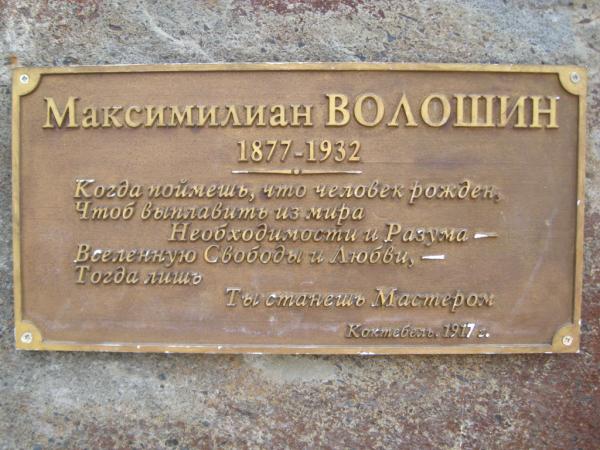 Максимилиан ВОЛОШИН
1877-1932
Когда поймешь, что человек рожден,
Чтоб выплавить из мира
Необходимости и Разума —
Вселенную Свободы и Любви, —
Тогда лишь
Ты станешь Мастером
Коктебель. 1917 г.